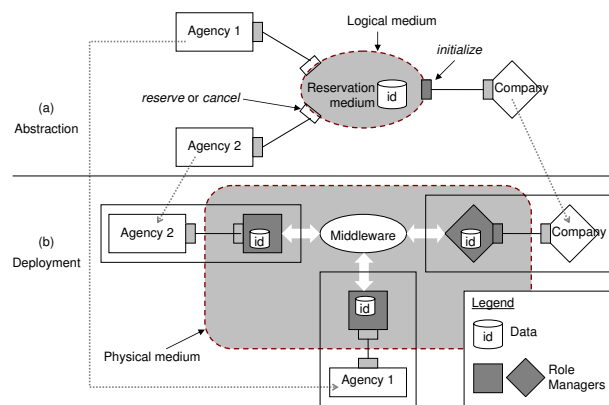 Logical medium
Agency 1
initialize
(a)
Abstraction
Reservation
medium
id
Company
reserve or cancel
Agency 2
(b)
Deployment
Agency 2
id
Middleware
id
Company
id
Physical medium
Agency 1
Legend
id
Data
Role
Managers